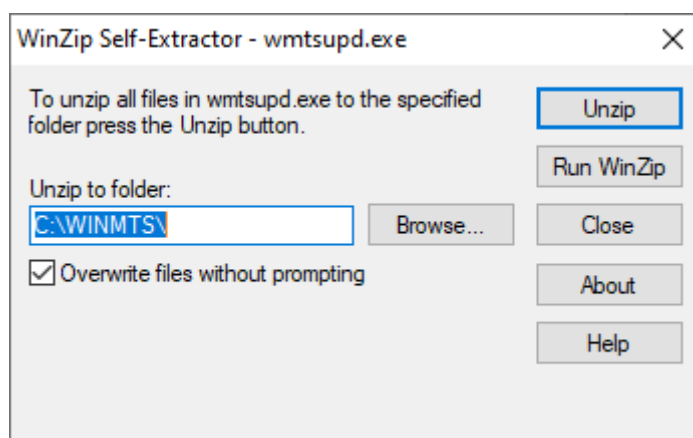 WinZip Self-Extractor - wmtsupd.exe
To unzip all files in wmtsupd.exe to the specified
folder press the Unzip button.
Unzip to folder:
C:\WINMTS\
Browse...
Overwrite files without prompting
Unzip
Run WinZip
Close
About
Help